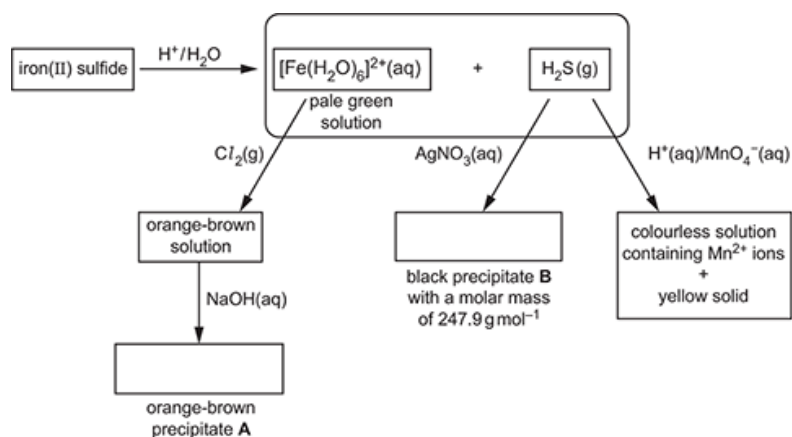 H⁺/H₂O
iron(II) sulfide
[Fe(H₂O)₆]²⁺(aq)
+
H₂S(g)
pale green
solution
Cl₂(g)
AgNO₃(aq)
H⁺(aq)/MnO₄⁻(aq)
orange-brown
solution
colourless solution
containing Mn²⁺ ions
+
yellow solid
black precipitate B
with a molar mass
of 247.9 g mol⁻¹
NaOH(aq)
orange-brown
precipitate A